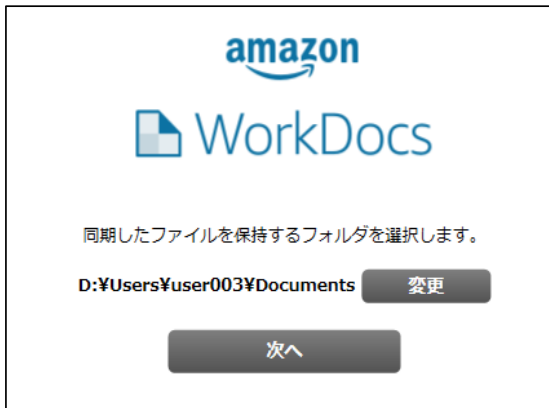 amazon
WorkDocs
同期したファイルを保持するフォルダを選択します。
D:¥Users¥user003¥Documents 変更
次へ